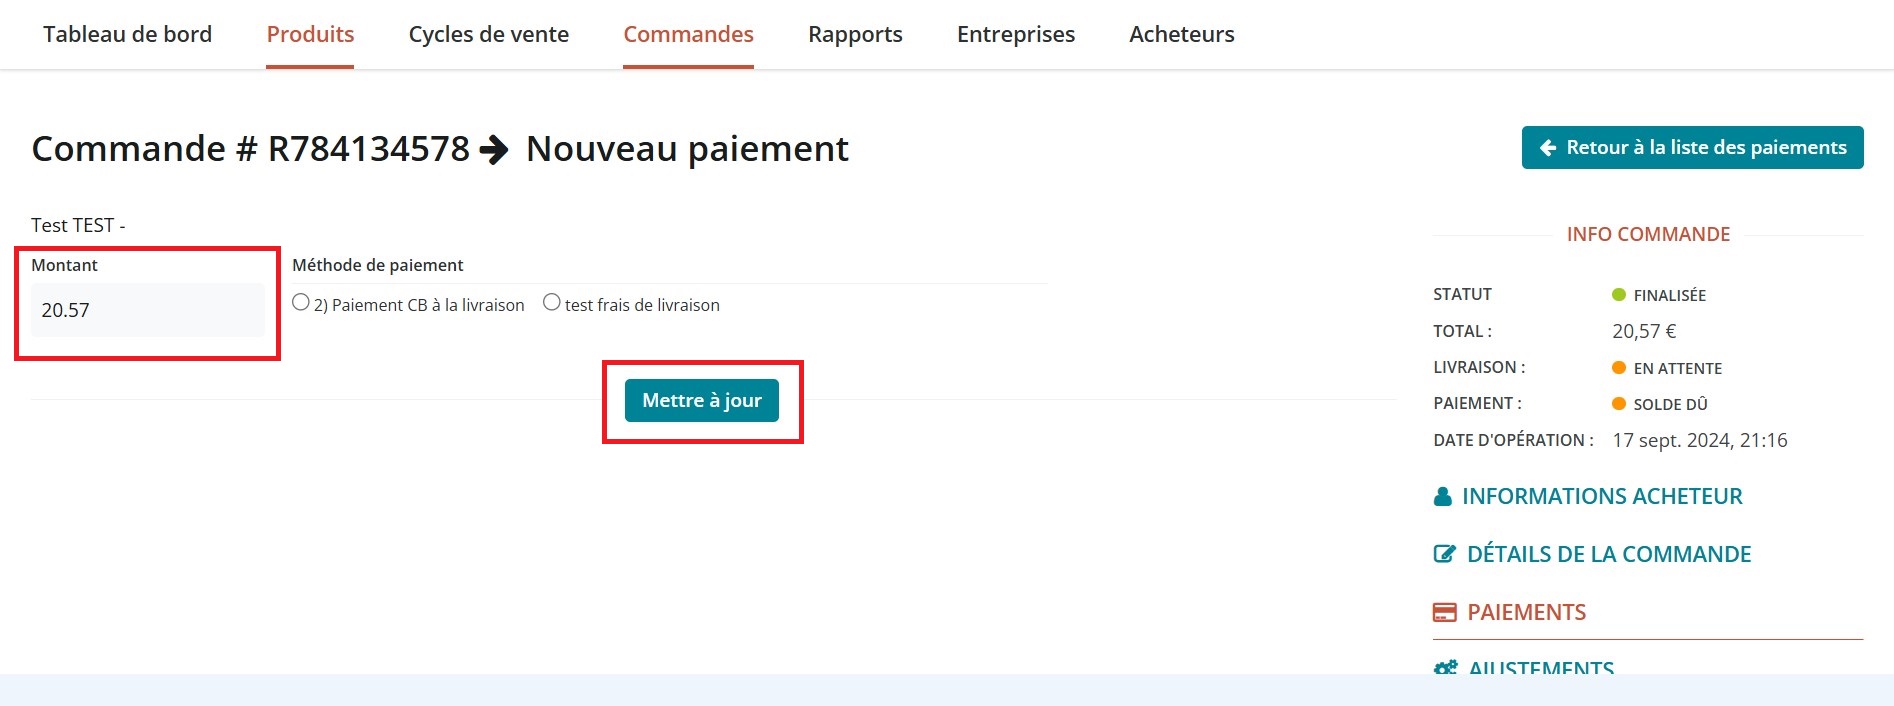 Tableau de bord Produits Cycles de vente Commandes Rapports Entreprises Acheteurs
Commande # R784134578 Nouveau paiement
Retour à la liste des paiements
Test TEST -
Montant
20.57
Méthode de paiement
2) Paiement CB à la livraison test frais de livraison
Mettre à jour
INFO COMMANDE
STATUT FINALISÉE
TOTAL : 20,57 €
LIVRAISON : EN ATTENTE
PAIEMENT : SOLDE DÛ
DATE D'OPÉRATION : 17 sept. 2024, 21:16
INFORMATIONS ACHETEUR
DÉTAILS DE LA COMMANDE
PAIEMENTS
AJUSTEMENTS